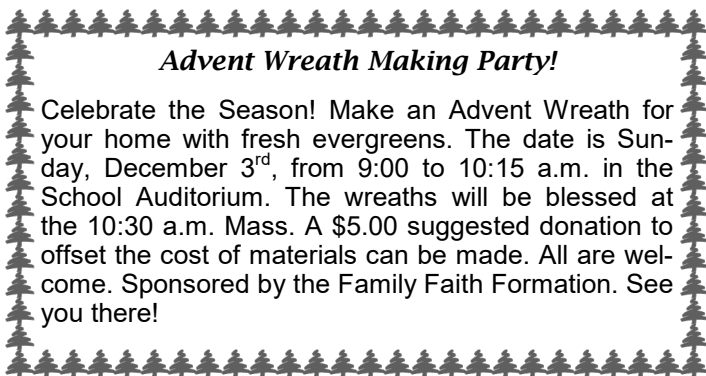 Advent Wreath Making Party!
Celebrate the Season! Make an Advent Wreath for
your home with fresh evergreens. The date is Sun-
day, December 3rd, from 9:00 to 10:15 a.m. in the
School Auditorium. The wreaths will be blessed at
the 10:30 a.m. Mass. A $5.00 suggested donation to
offset the cost of materials can be made. All are wel-
come. Sponsored by the Family Faith Formation. See
you there!